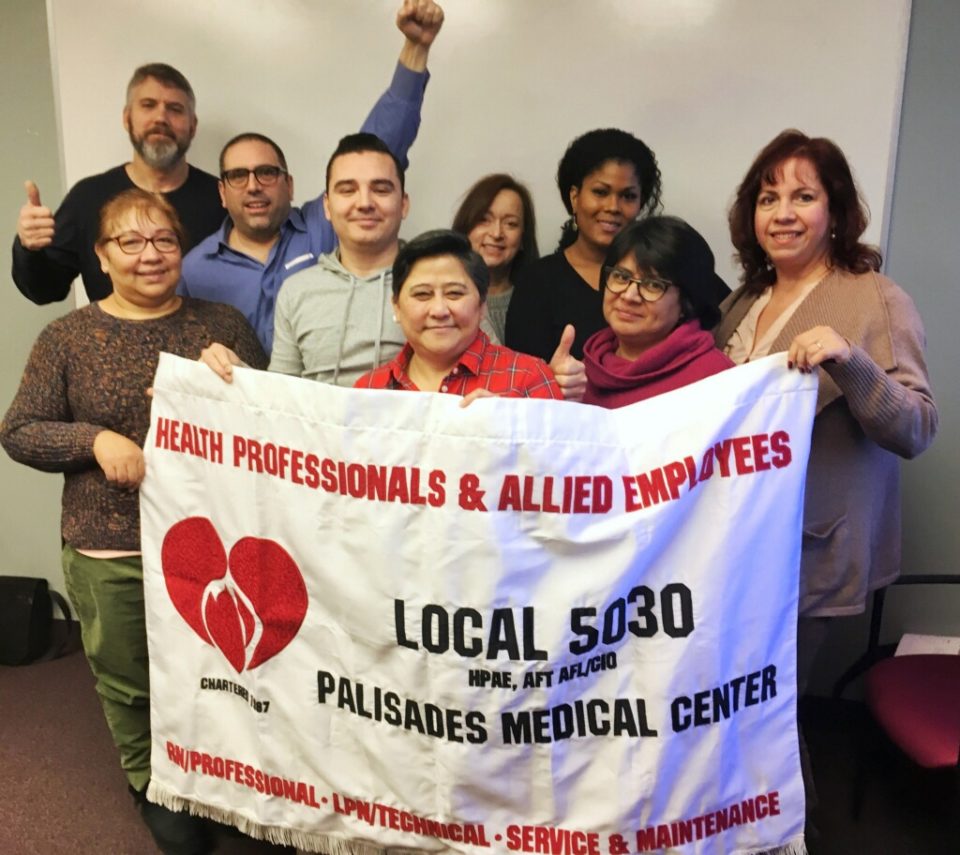 HEALTH PROFESSIONALS & ALLIED EMPLOYEES
LOCAL 5030
HPAE, AFT AFL/CIO
PALISADES MEDICAL CENTER
CHARTERED
RN/PROFESSIONAL · LPN/TECHNICAL · SERVICE & MAINTENANCE